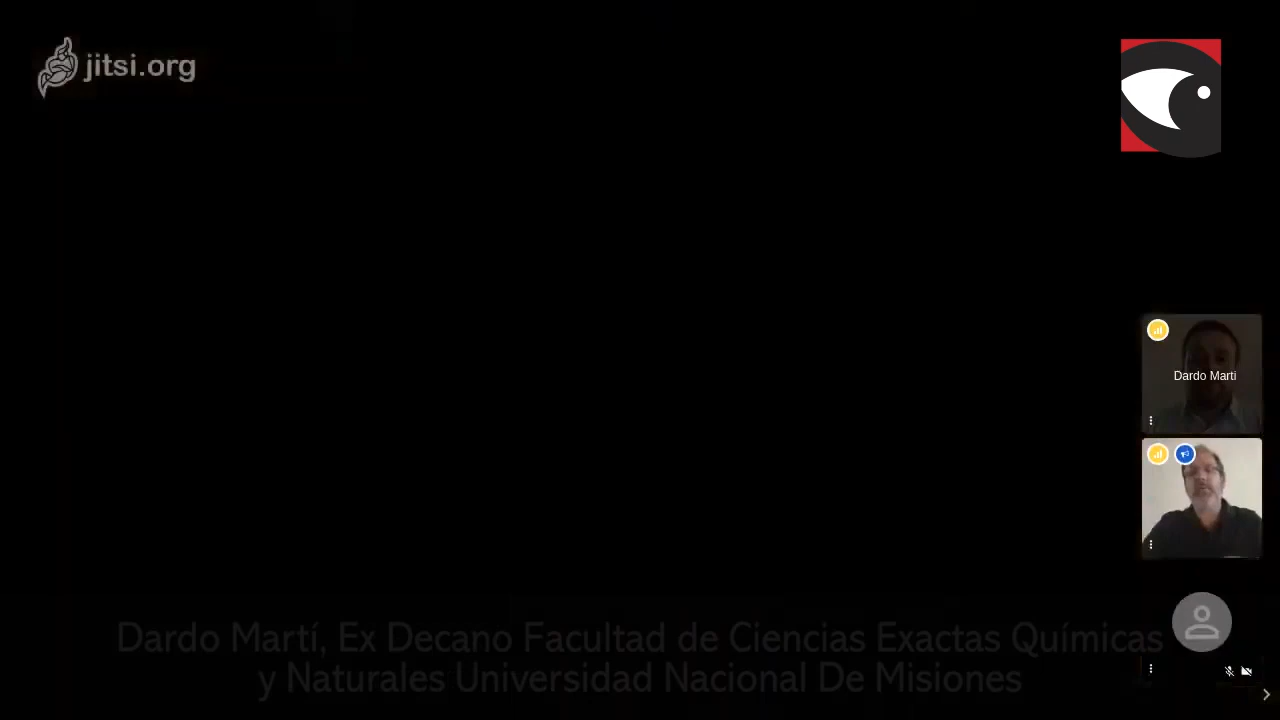 jitsi.org
Dardo Marti
Dardo Martí, Ex Decano Facultad de Ciencias Exactas Químicas
y Naturales Universidad Nacional De Misiones